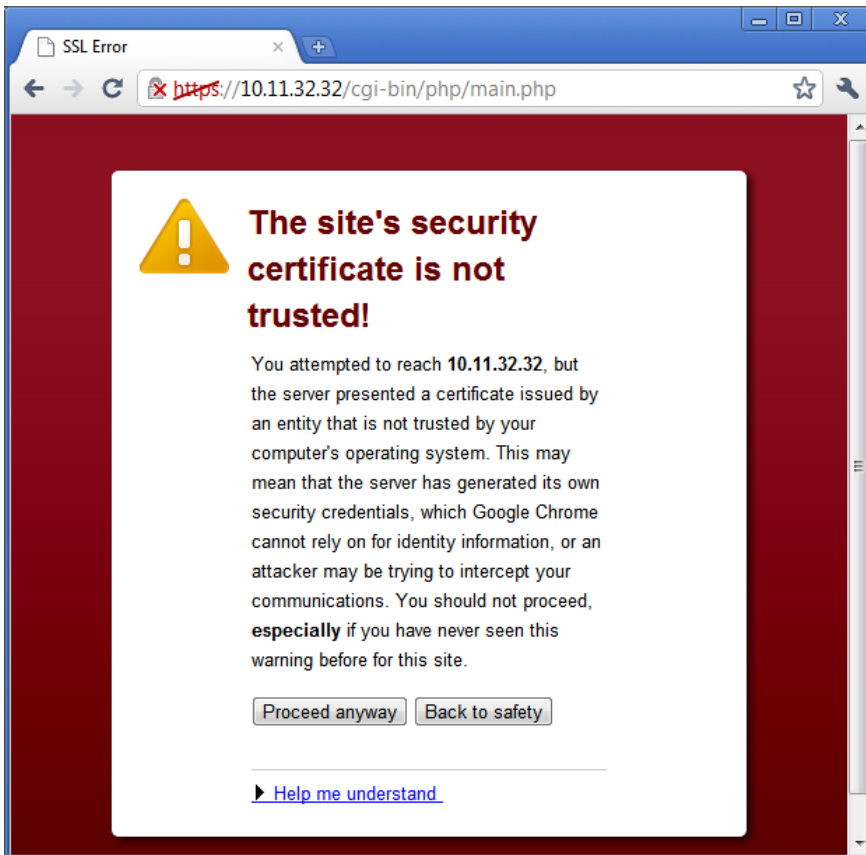 SSL Error
https://10.11.32.32/cgi-bin/php/main.php
The site's security
certificate is not
trusted!
You attempted to reach 10.11.32.32, but
the server presented a certificate issued by
an entity that is not trusted by your
computer's operating system. This may
mean that the server has generated its own
security credentials, which Google Chrome
cannot rely on for identity information, or an
attacker may be trying to intercept your
communications. You should not proceed,
especially if you have never seen this
warning before for this site.
Proceed anyway Back to safety
Help me understand